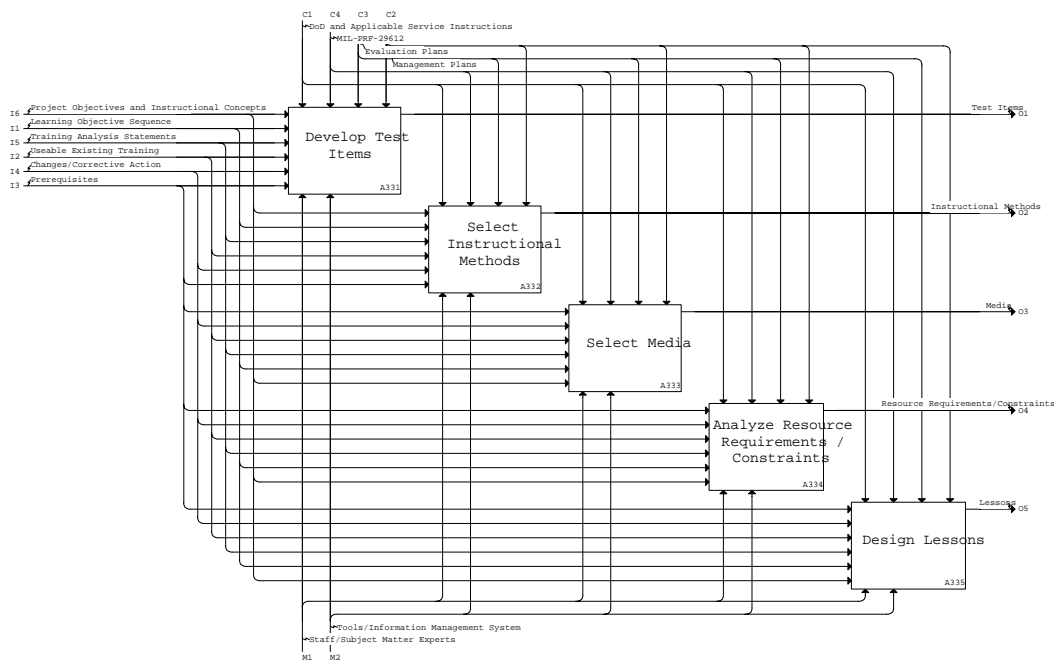 C1 C4 C3 C2
DoD and Applicable Service Instructions
MIL-PRF-29612
Evaluation Plans
Management Plans
I6 Project Objectives and Instructional Concepts
I1 Learning Objective Sequence
I5 Training Analysis Statements
I2 Useable Existing Training
I4 Changes/Corrective Action
I3 Prerequisites
Develop Test
Items
A331
Test Items
O1
Select
Instructional
Methods
A332
Instructional Methods
O2
Select Media
A333
Media
O3
Analyze Resource
Requirements /
Constraints
A334
Resource Requirements/Constraints
O4
Design Lessons
A335
Lessons
O5
Tools/Information Management System
Staff/Subject Matter Experts
M1 M2